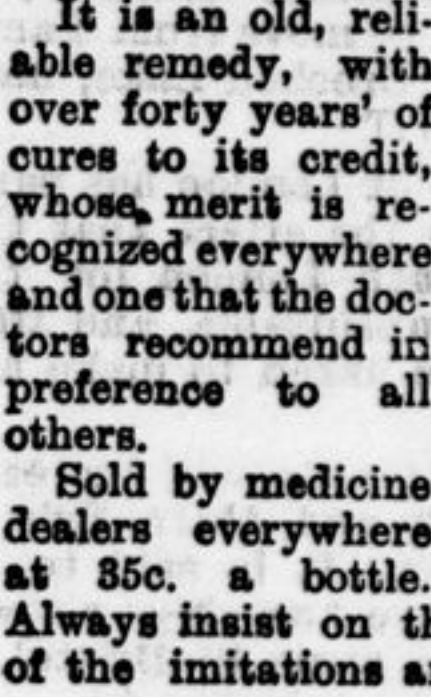 It is an old, reli-
able remedy, with
over forty years' of
cures to its credit,
whose merit is re-
cognized everywhere
and one that the doc-
tors recommend in
preference to all
others.
Sold by medicine
dealers everywhere
at 35c. a bottle.
Always insist on
of the imitations